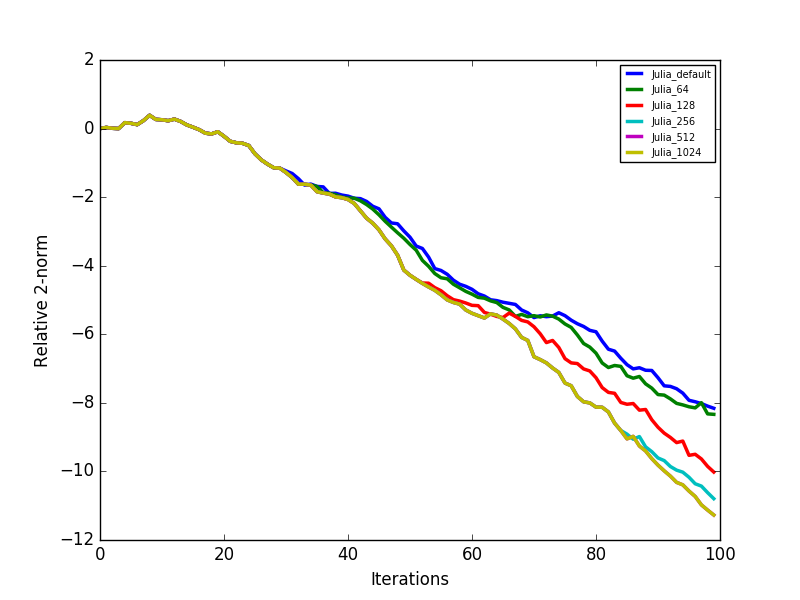 2
0
−2
−4
−6
−8
−10
−12
Relative 2-norm
0 20 40 60 80 100
Iterations
Julia_default
Julia_64
Julia_128
Julia_256
Julia_512
Julia_1024